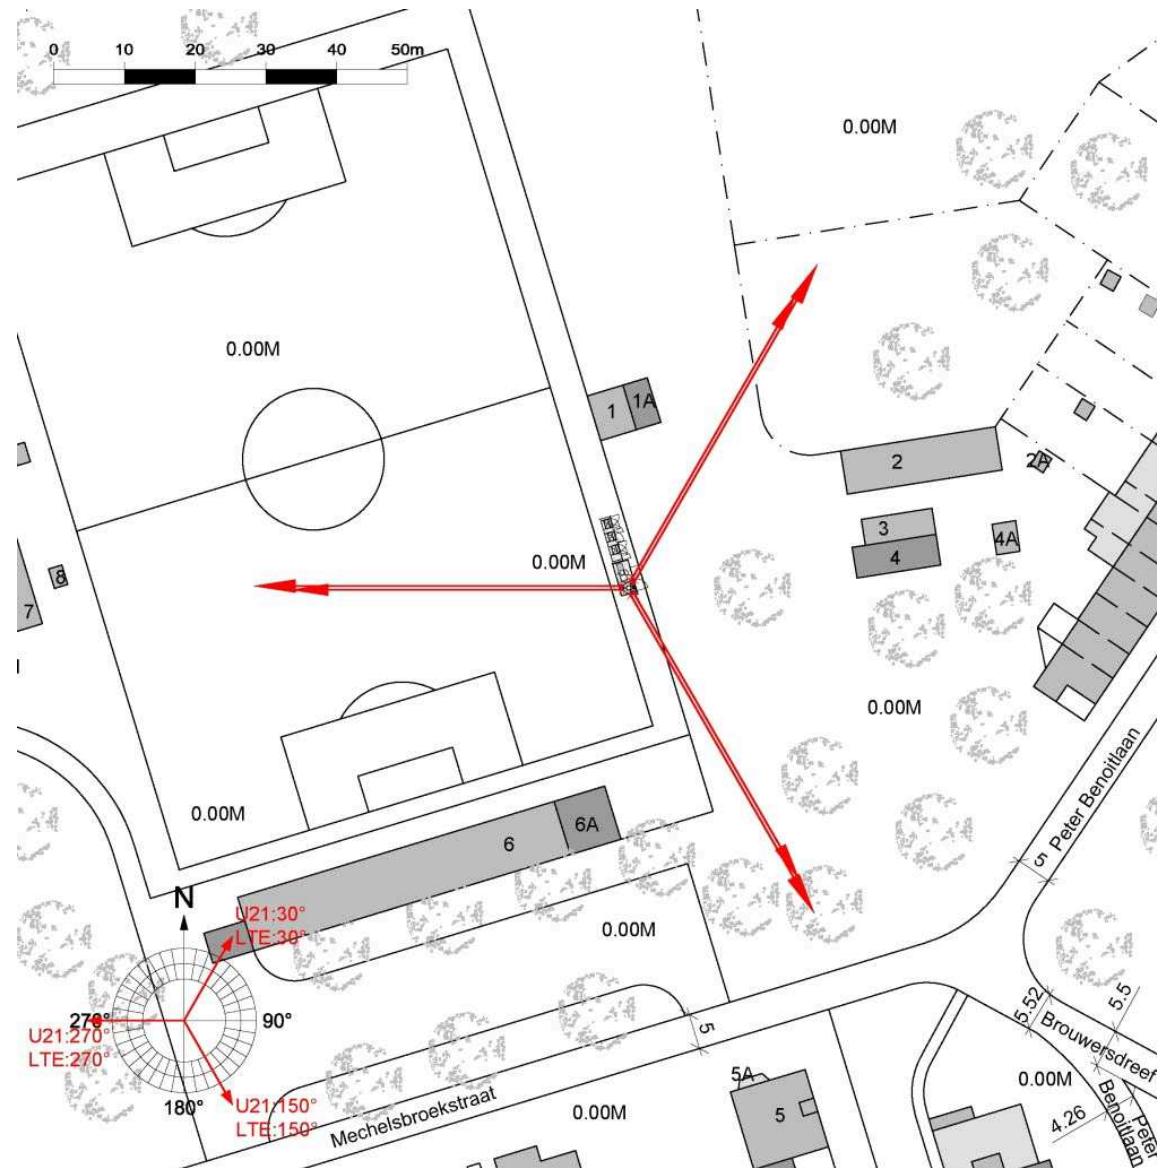 0 10 20 30 40 50m
0.00M
0.00M
1 1A
2
2A
3
4
4A
0.00M
8
7
0.00M
0.00M
6
6A
Peter Benoitlaan
5
N
U21:30°
LTE:30°
0.00M
270°
90°
U21:270°
LTE:270°
180°
U21:150°
LTE:150°
5
5.52
5.5
Brouwersdreef
Mechelsbroekstraat
5A
5
0.00M
0.00M
4.26
Peter
Benoitlaan